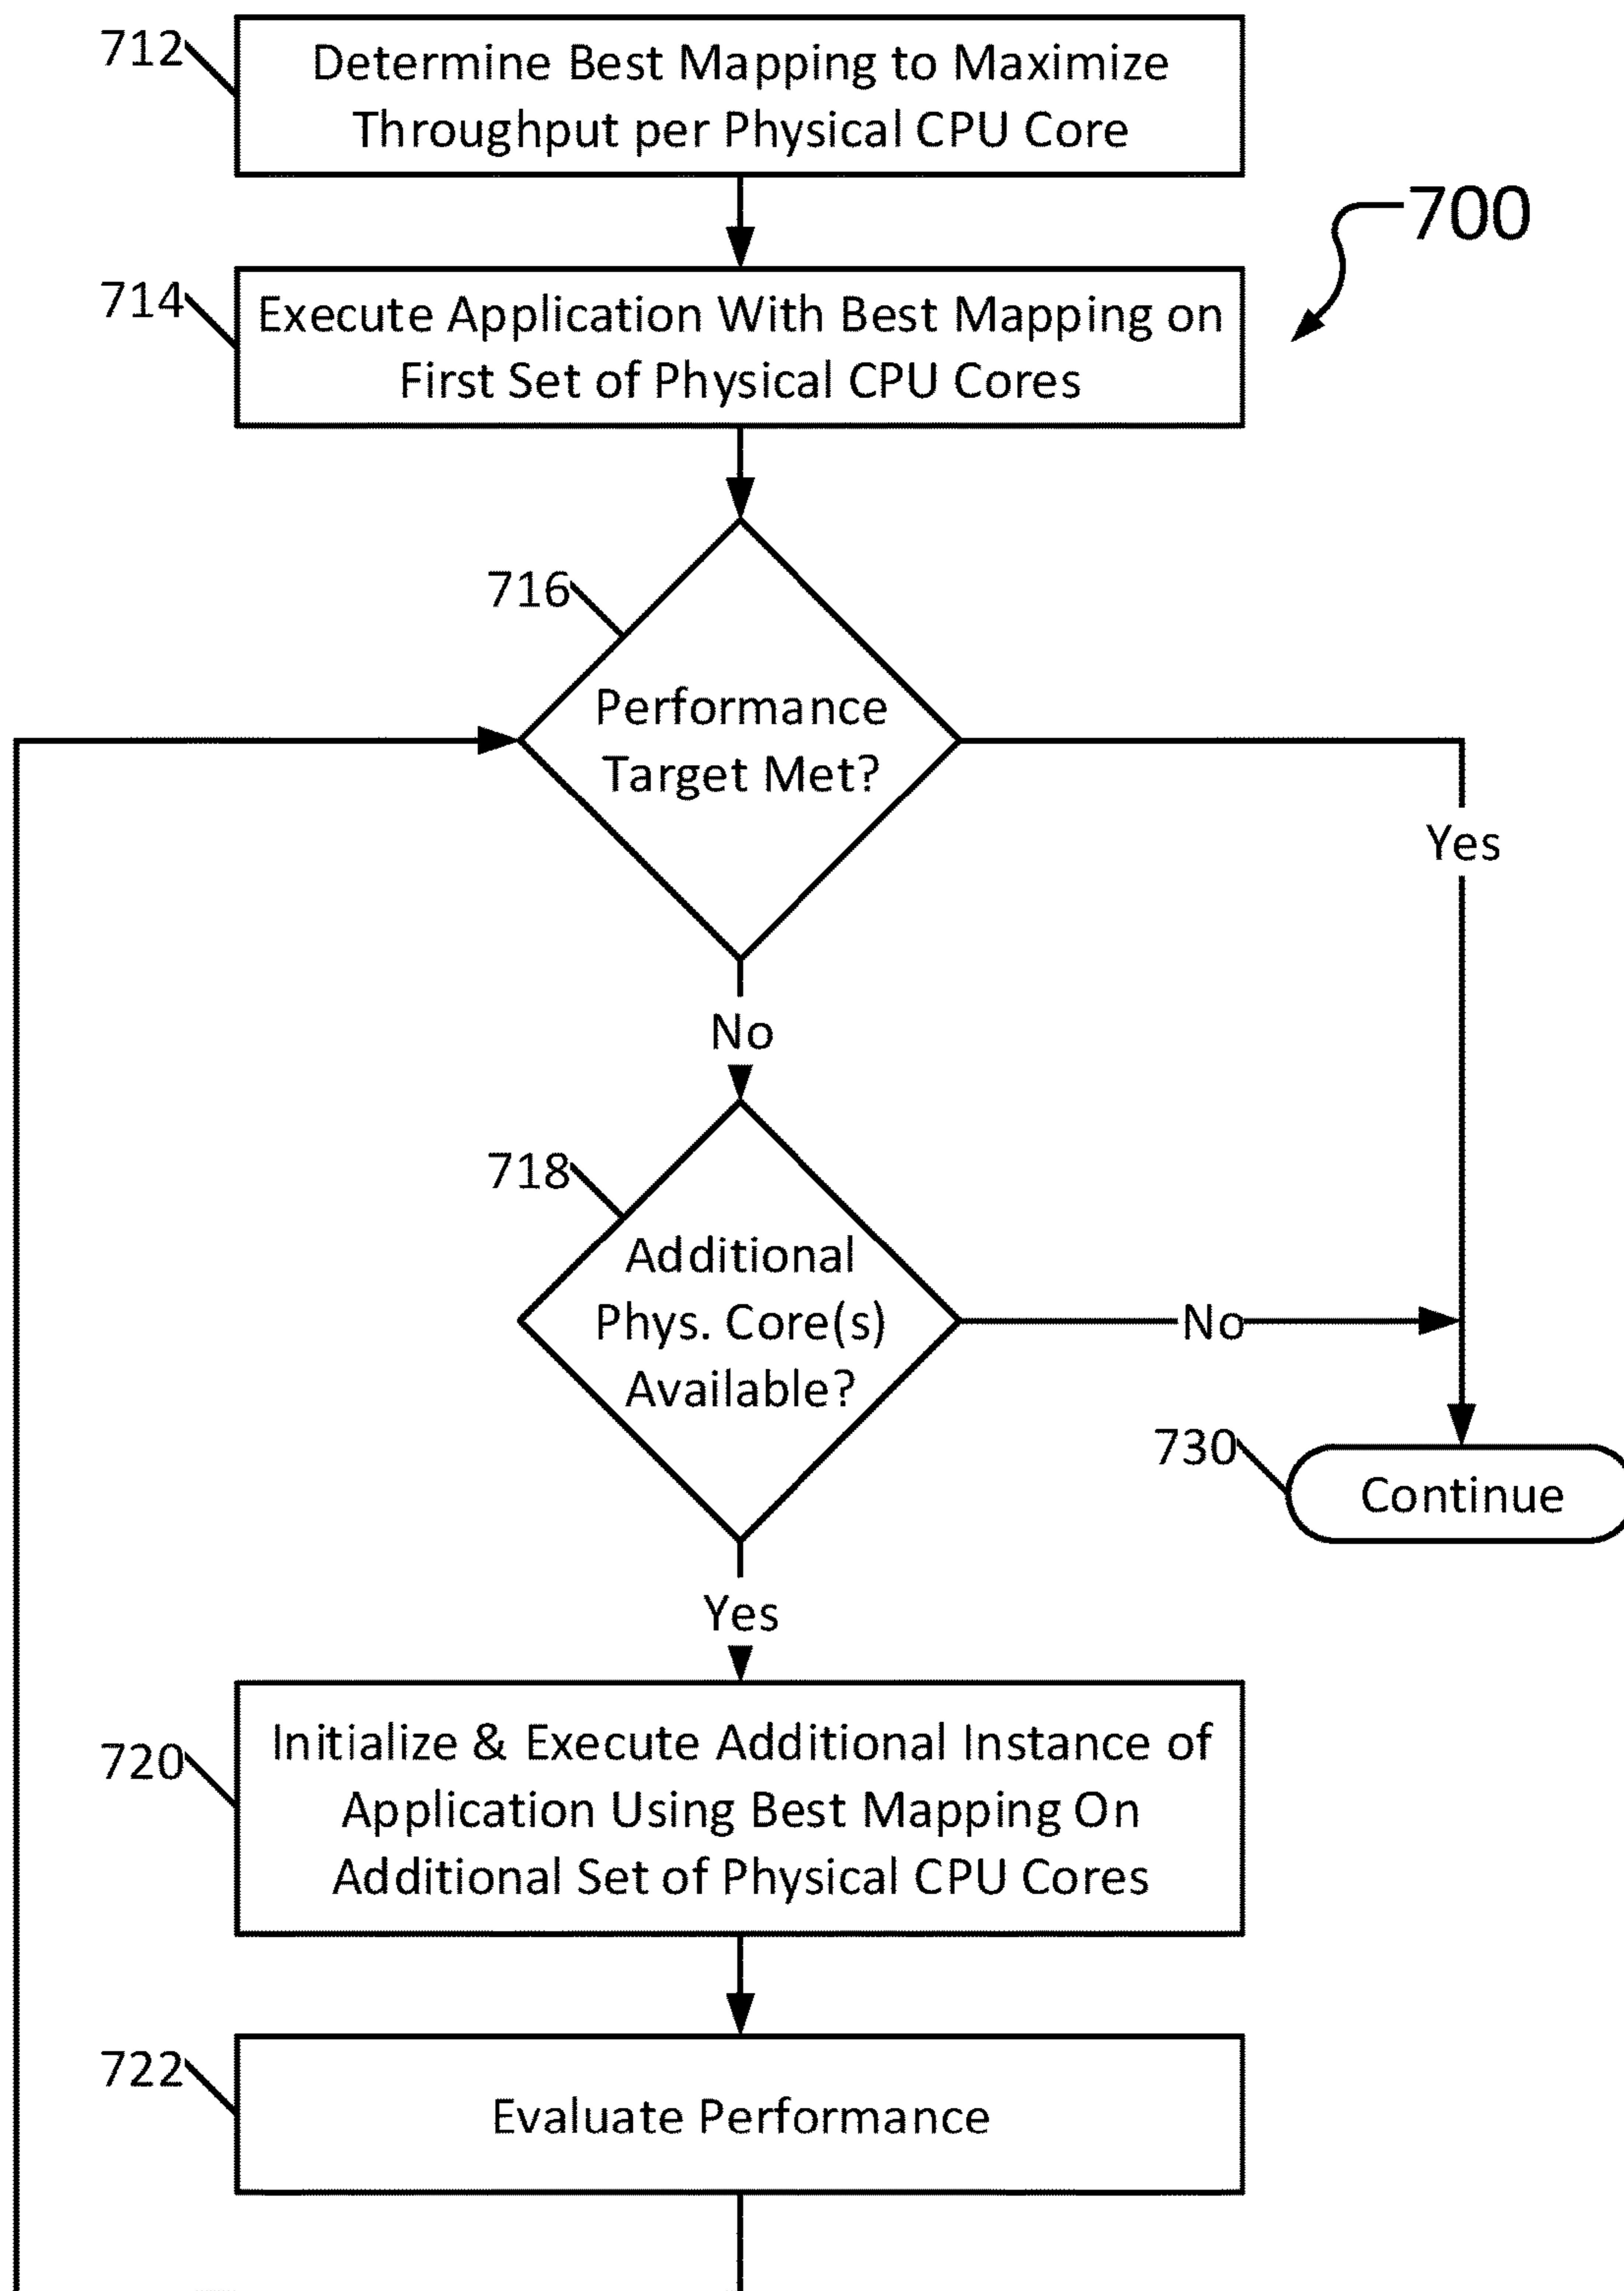 712
Determine Best Mapping to Maximize
Throughput per Physical CPU Core
700
714
Execute Application With Best Mapping on
First Set of Physical CPU Cores
716
Performance
Target Met?
Yes
No
718
Additional
Phys. Core(s)
Available?
No
730
Continue
Yes
720
Initialize & Execute Additional Instance of
Application Using Best Mapping On
Additional Set of Physical CPU Cores
722
Evaluate Performance